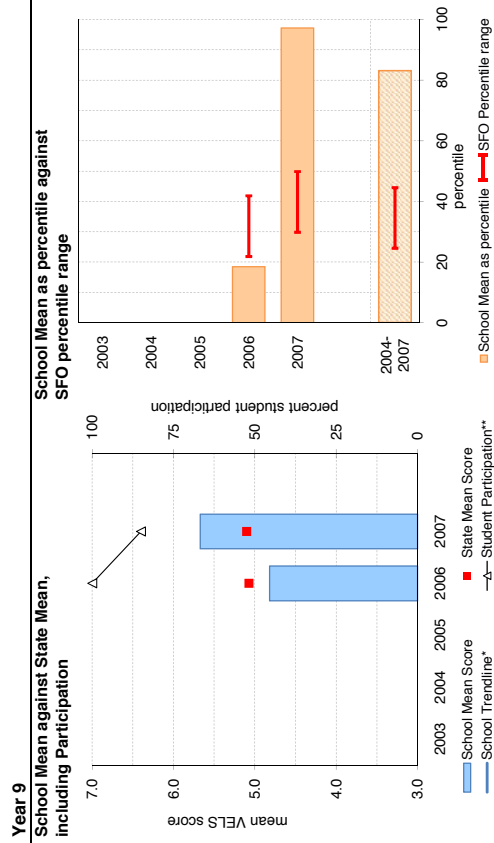 Year 9
School Mean against State Mean,
including Participation
7.0
6.0
5.0
4.0
3.0
mean VELS score
100
75
50
25
0
percent student participation
2003
2004
2005
2006
2007
School Mean Score
State Mean Score
School Trendline*
Student Participation**
School Mean as percentile against
SFO percentile range
2003
2004
2005
2006
2007
2004-
2007
0
20
40
60
80
100
percentile
School Mean as percentile
SFO Percentile range